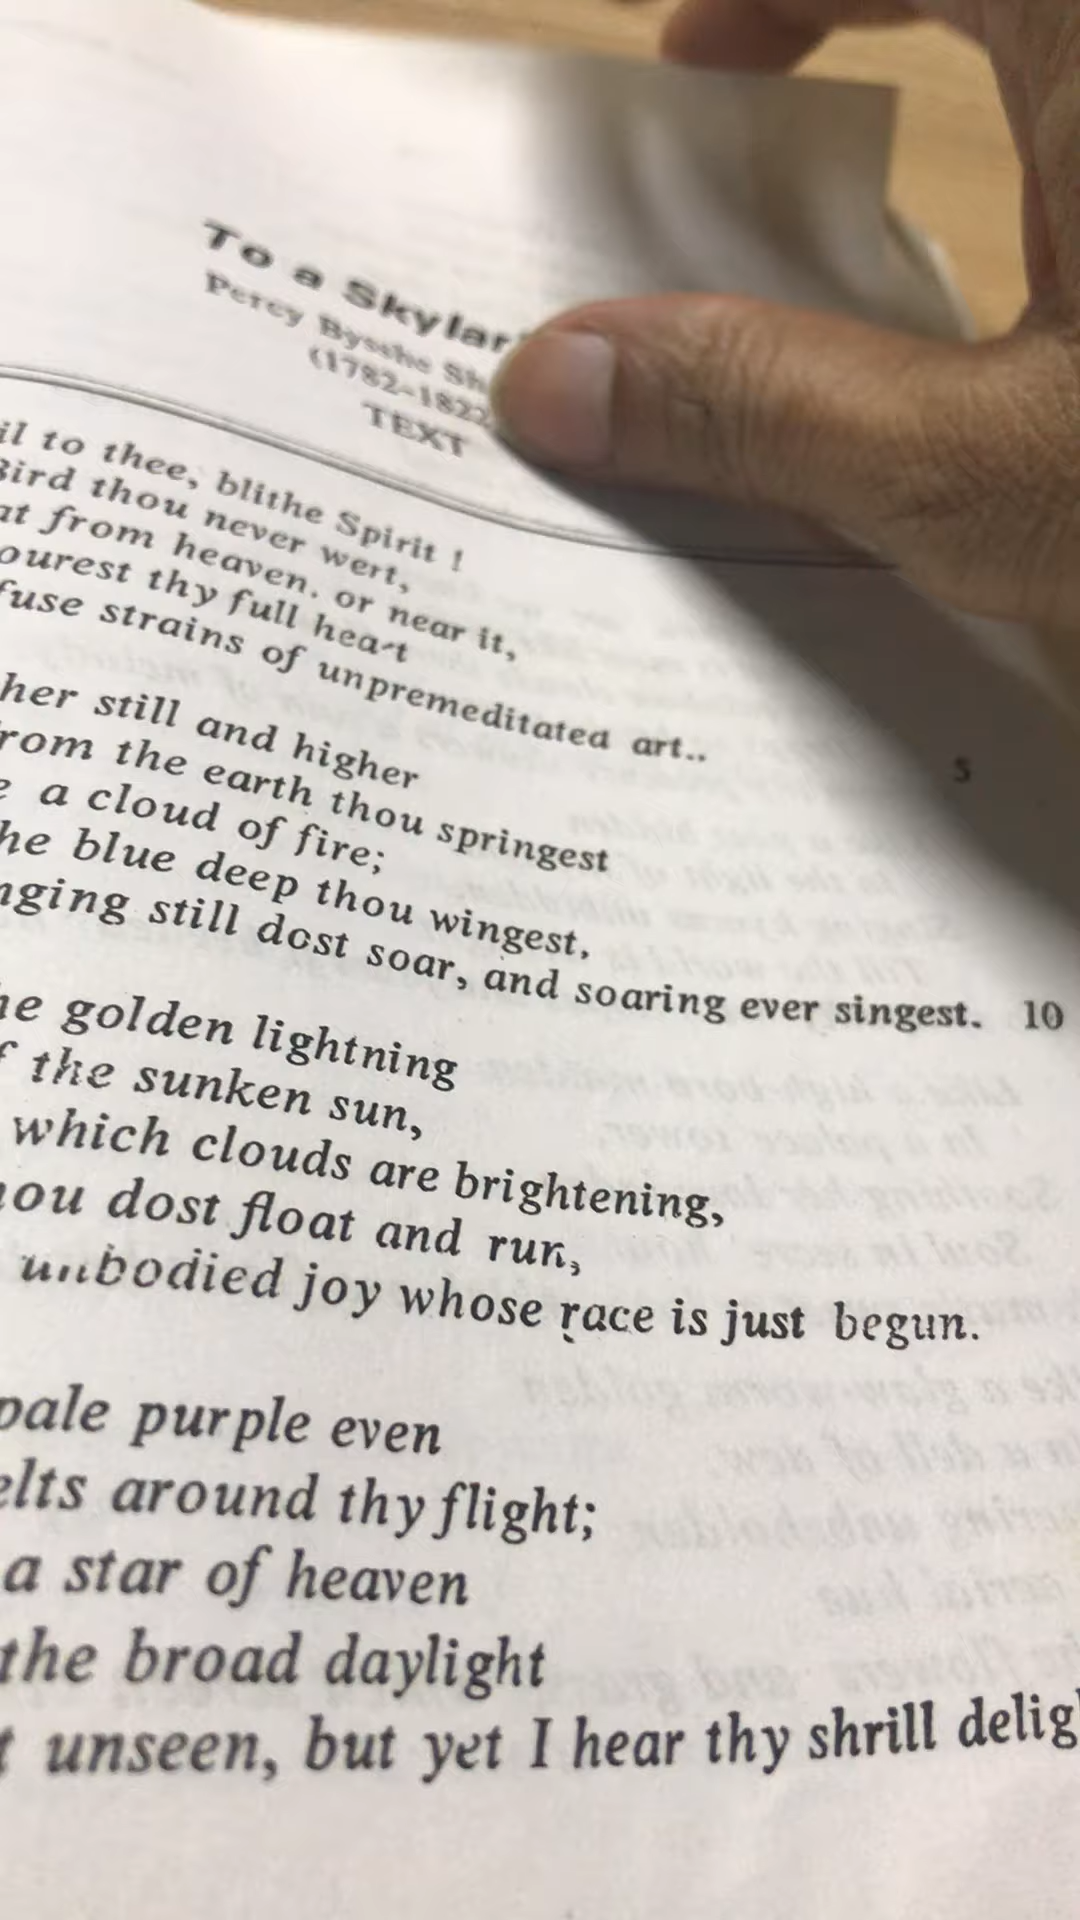 To a Skylar
Percy Bysshe Sh
(1782-1822
TEXT
il to thee, blithe Spirit !
Bird thou never wert,
at from heaven. or near it,
ourest thy full heart
fuse strains of unpremeditated art.. 5
her still and higher
rom the earth thou springest
e a cloud of fire;
he blue deep thou wingest,
nging still dost soar, and soaring ever singest. 10
he golden lightning
f the sunken sun,
which clouds are brightening,
hou dost float and run,
unbodied joy whose race is just begun.
pale purple even
elts around thy flight;
a star of heaven
the broad daylight
t unseen, but yet I hear thy shrill delig